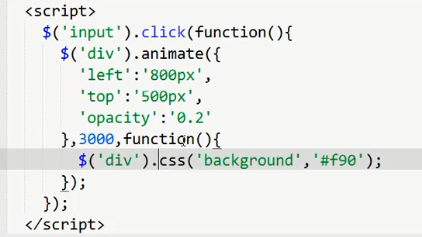 <script>
$('input').click(function(){
$('div').animate({
'left':'800px',
'top':'500px',
'opacity':'0.2'
},3000,function(){
$('div').css('background','#f90');
});
});
</script>